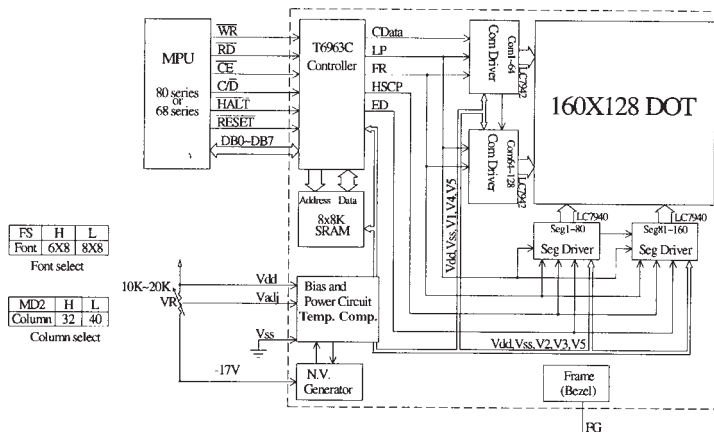 MPU
80 series
or
68 series
WR
RD
CE
C/D
HALT
RESET
DB0~DB7
T6963C
Controller
CData
LP
FR
HSCP
ED
Address Data
8x8K
SRAM
Com Driver
Com1~64
LC7942
Com Driver
Com64~128
LC7942
160X128 DOT
Vdd,Vss,V1,V4,V5
LC7940
Seg1~80
Seg Driver
LC7940
Seg81~160
Seg Driver
FS H L
Font 6X8 8X8
Font select
MD2 H L
Column 32 40
Column select
10K~20K
VR
Vdd
Vadj
Vss
-17V
Bias and
Power Circuit
Temp. Comp.
N.V.
Generator
Vdd,Vss,V2,V3,V5
Frame
(Bezel)
FG